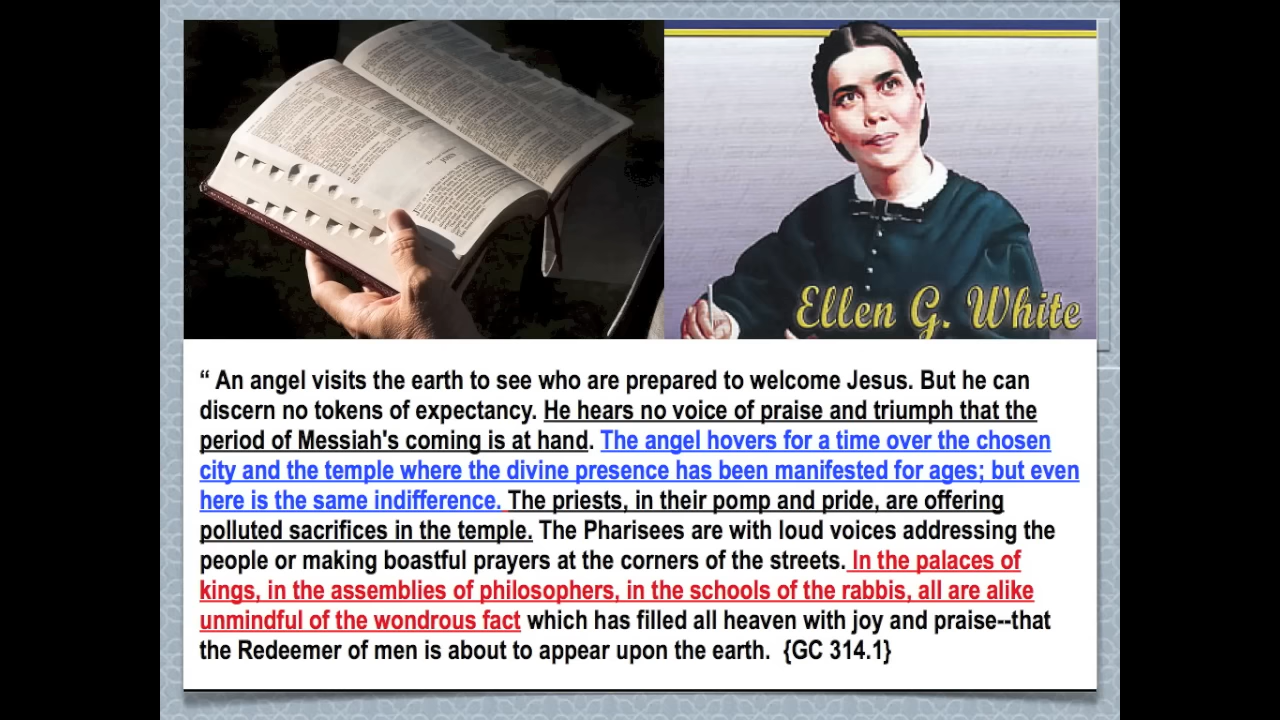 JOHN
Ellen G. White
“ An angel visits the earth to see who are prepared to welcome Jesus. But he can
discern no tokens of expectancy. He hears no voice of praise and triumph that the
period of Messiah's coming is at hand. The angel hovers for a time over the chosen
city and the temple where the divine presence has been manifested for ages; but even
here is the same indifference. The priests, in their pomp and pride, are offering
polluted sacrifices in the temple. The Pharisees are with loud voices addressing the
people or making boastful prayers at the corners of the streets. In the palaces of
kings, in the assemblies of philosophers, in the schools of the rabbis, all are alike
unmindful of the wondrous fact which has filled all heaven with joy and praise--that
the Redeemer of men is about to appear upon the earth.  {GC 314.1}